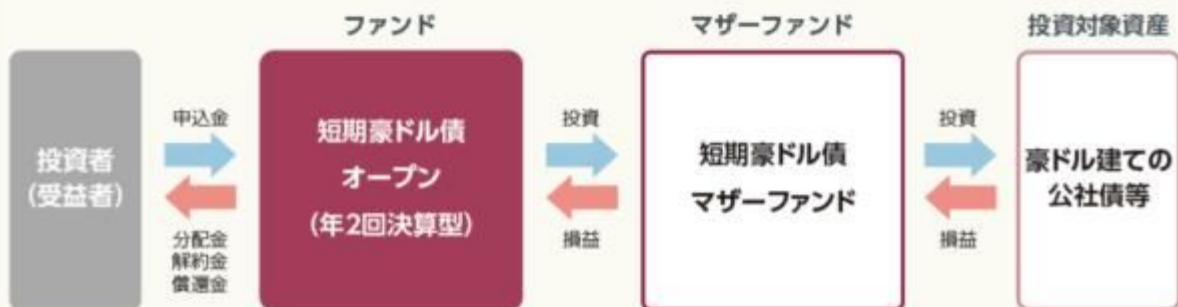 ファンド
マザーファンド
投資対象資産
投資者
(受益者)
申込金
分配金
解約金
償還金
短期豪ドル債
オープン
(年2回決算型)
投資
損益
短期豪ドル債
マザーファンド
投資
損益
豪ドル建ての
公社債等